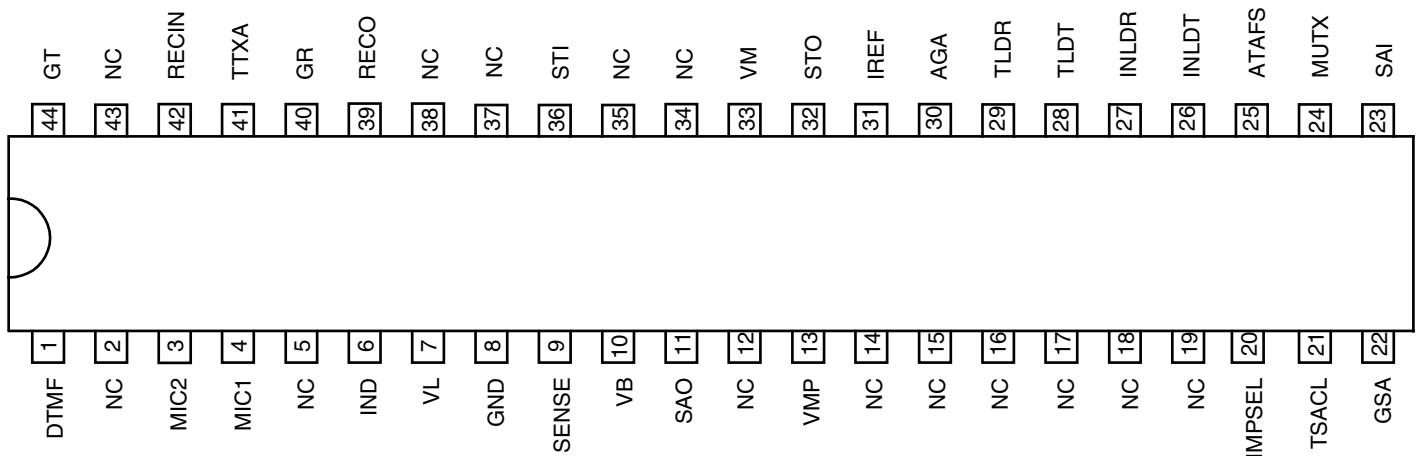 GT NC RECIN TTXA GR RECO NC NC STI NC NC VM STO IREF AGA TLDR TLDT INLDR INLDT ATAFS MUTX SAI
44 43 42 41 40 39 38 37 36 35 34 33 32 31 30 29 28 27 26 25 24 23
1 2 3 4 5 6 7 8 9 10 11 12 13 14 15 16 17 18 19 20 21 22
DTMF NC MIC2 MIC1 NC IND VL GND SENSE VB SAO NC VMP NC NC NC NC NC NC IMPSEL TSACL GSA